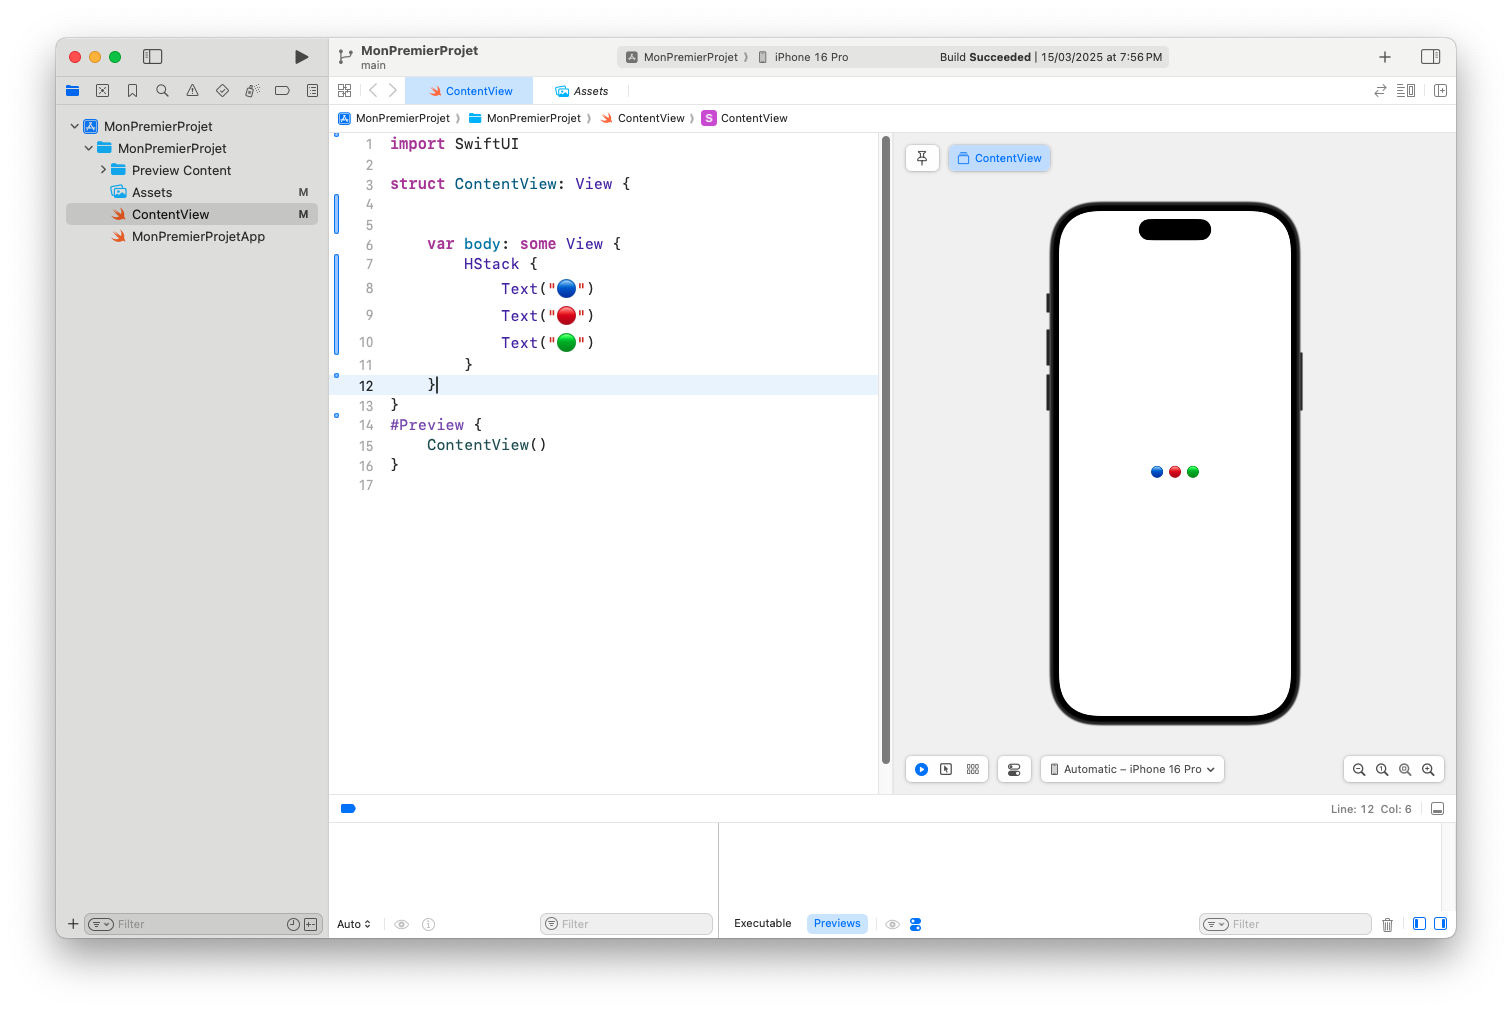 MonPremierProjet
main
MonPremierProjet 〉 iPhone 16 Pro
Build Succeeded | 15/03/2025 at 7:56 PM
ContentView
Assets
MonPremierProjet 〉 MonPremierProjet 〉 ContentView 〉 S ContentView
MonPremierProjet
MonPremierProjet
Preview Content
Assets M
ContentView M
MonPremierProjetApp
1 import SwiftUI
2
3 struct ContentView: View {
4
5
6 var body: some View {
7 HStack {
8 Text("🔵")
9 Text("🔴")
10 Text("🟢")
11 }
12 }
13 }
14 #Preview {
15 ContentView()
16 }
17
ContentView
Automatic – iPhone 16 Pro
Line: 12 Col: 6
Filter
Auto
Filter
Executable
Previews
Filter